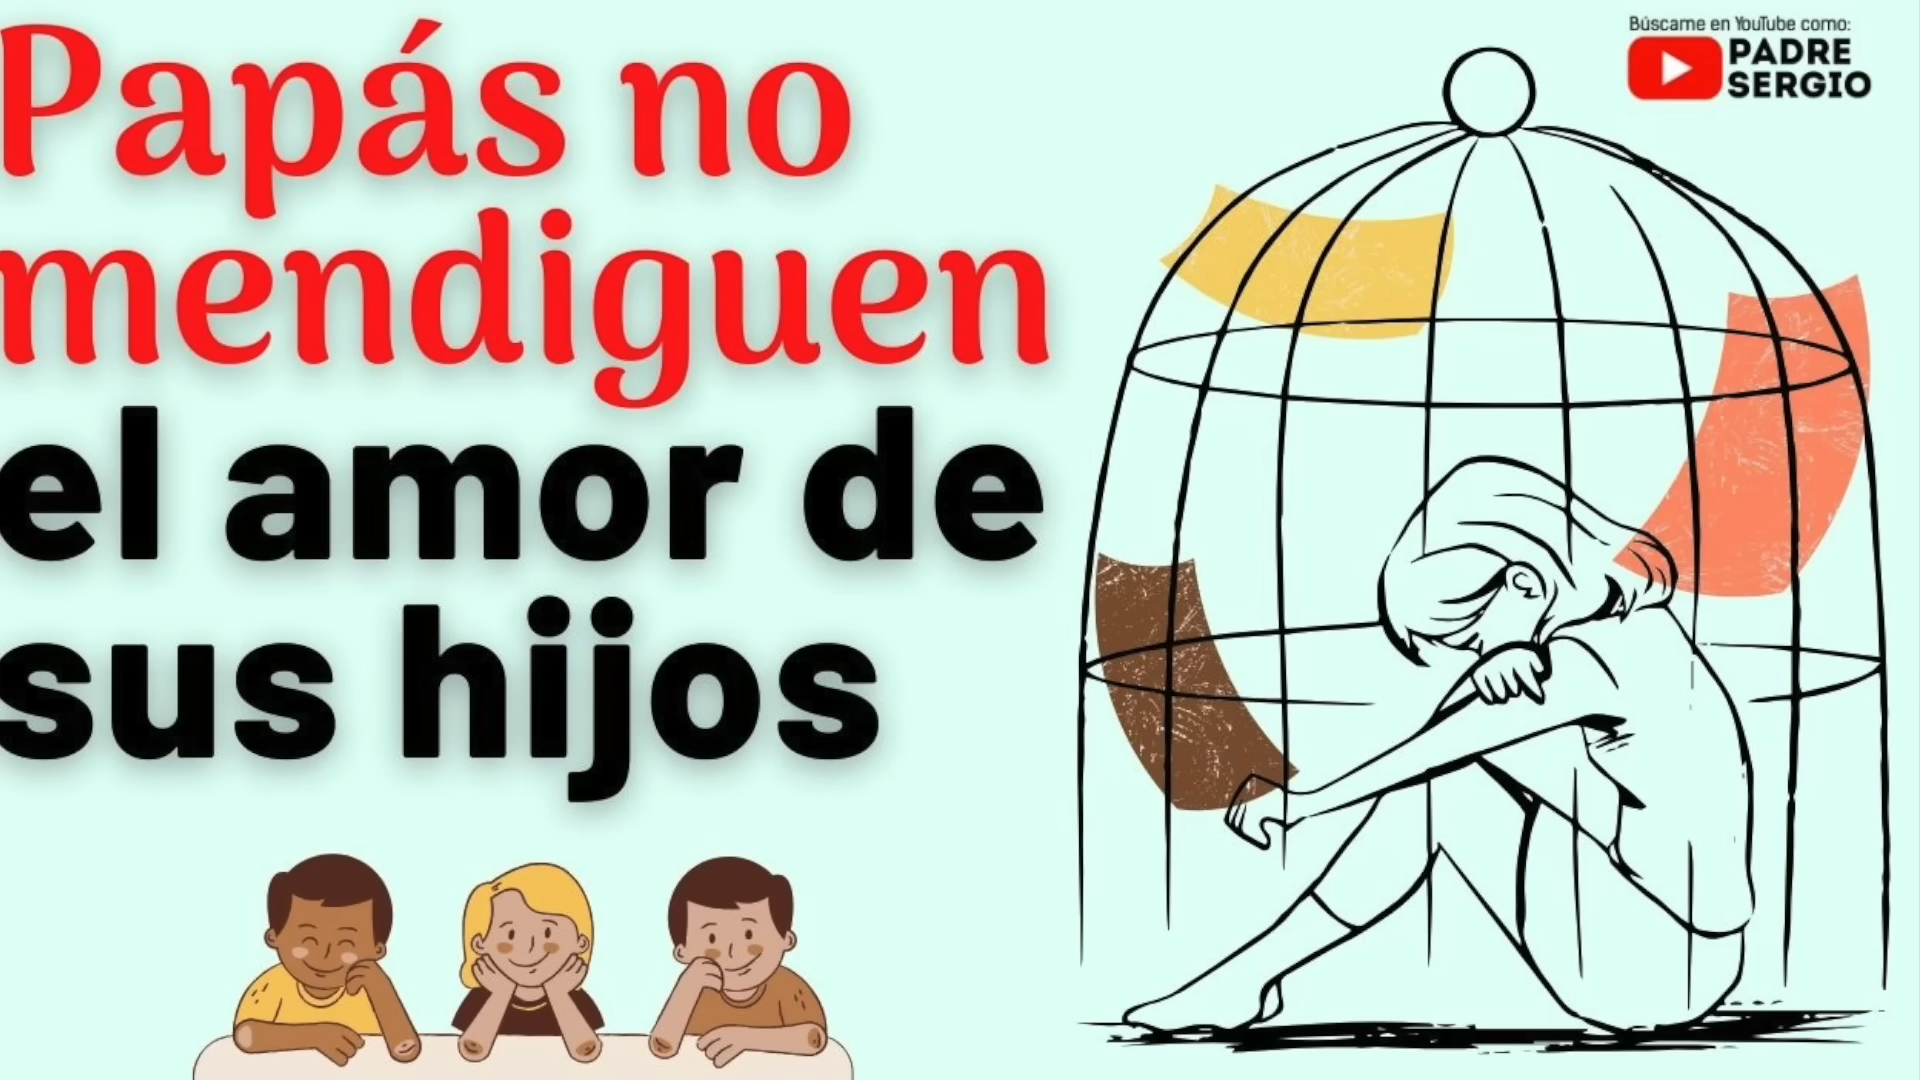 Papás no
mendiguen
el amor de
sus hijos
Búscame en YouTube como:
PADRE
SERGIO